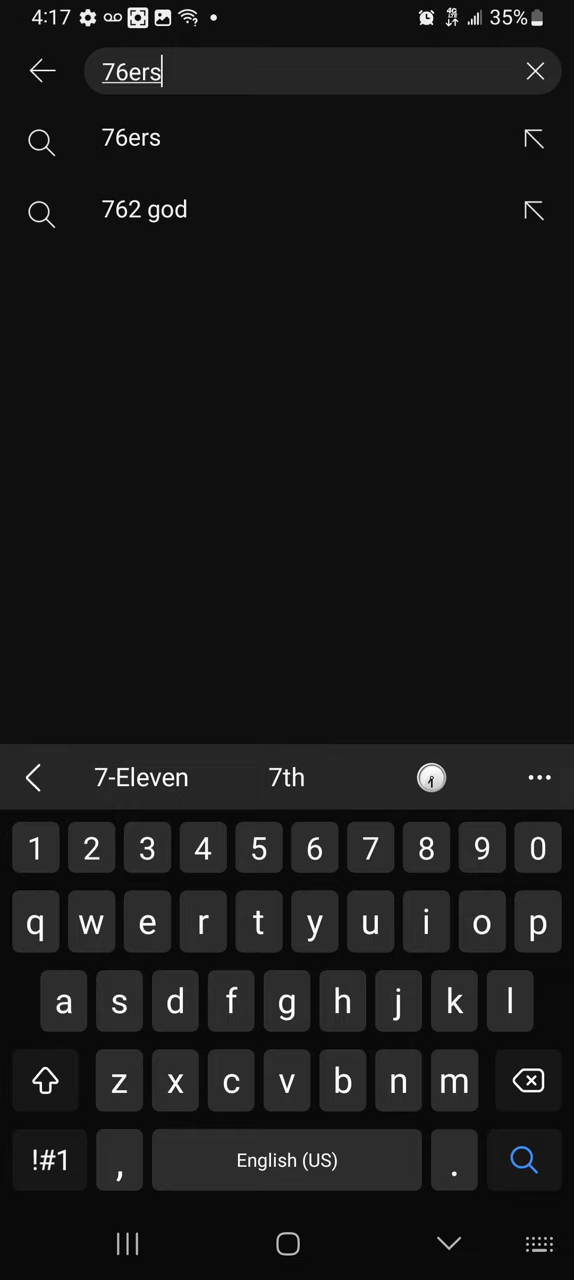 4:17 35%
76ers
76ers
762 god
7-Eleven 7th
1 2 3 4 5 6 7 8 9 0
q w e r t y u i o p
a s d f g h j k l
z x c v b n m
!#1 , English (US) .